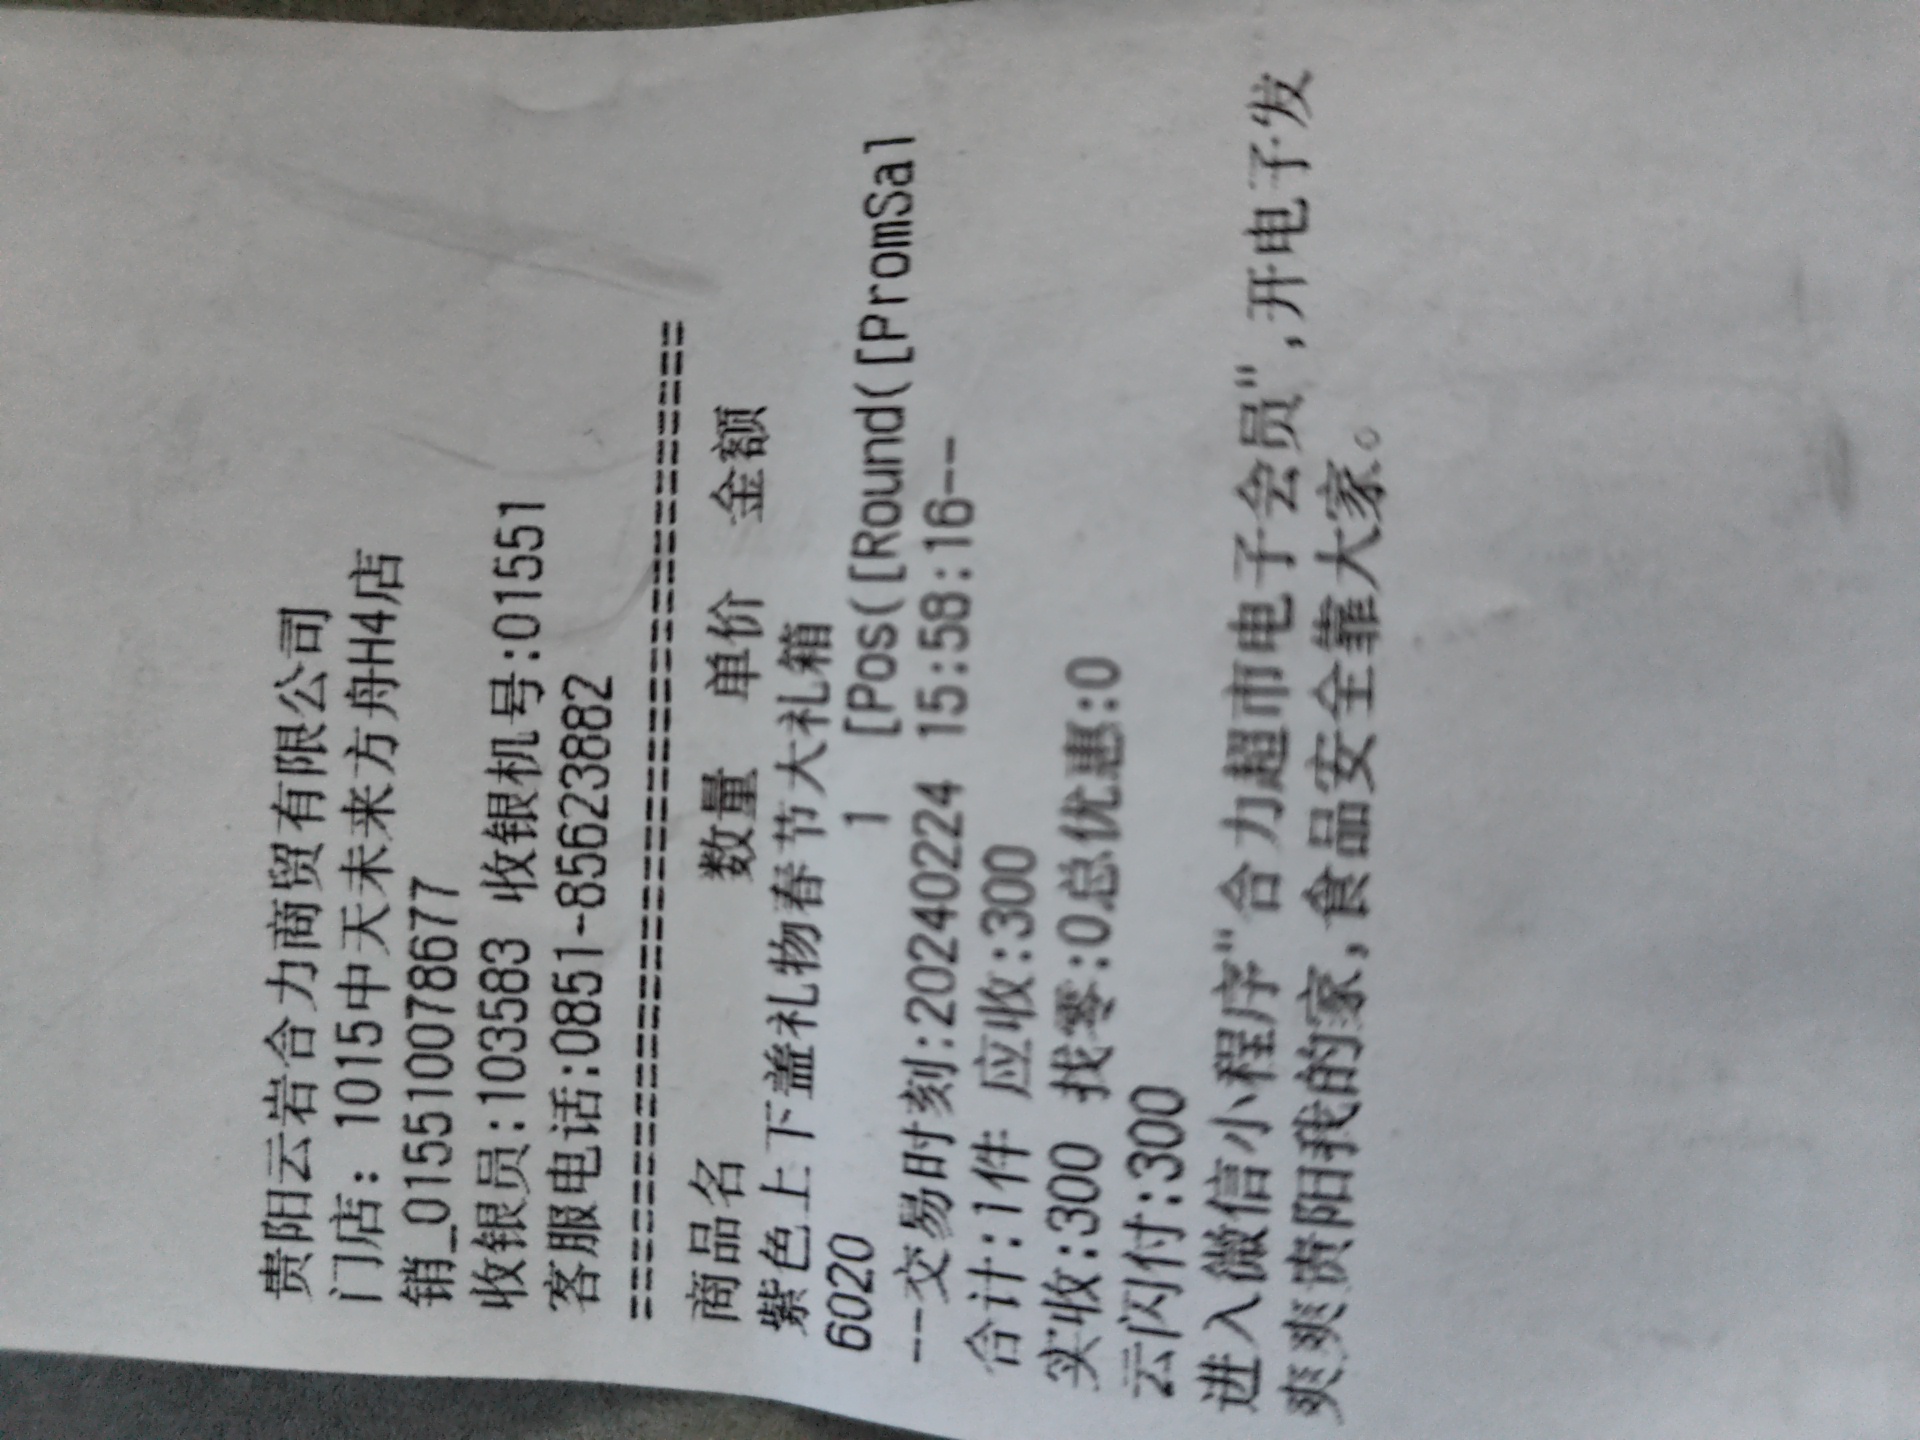 贵阳云岩合力商贸有限公司
门店: 1015中天未来方舟H4店
销_015510078677
收银员:103583 收银机号:01551
客服电话:0851-85623882
==========================================
商品名 数量 单价 金额
紫色上下盖礼物春节大礼箱
6020 1 [Pos([Round([PromSal
---交易时刻:20240224 15:58:16--
合计:1件 应收:300
实收:300 找零:0总优惠:0
云闪付:300
进入微信小程序"合力超市电子会员",开电子发
爽爽贵阳我的家,食品安全靠大家。